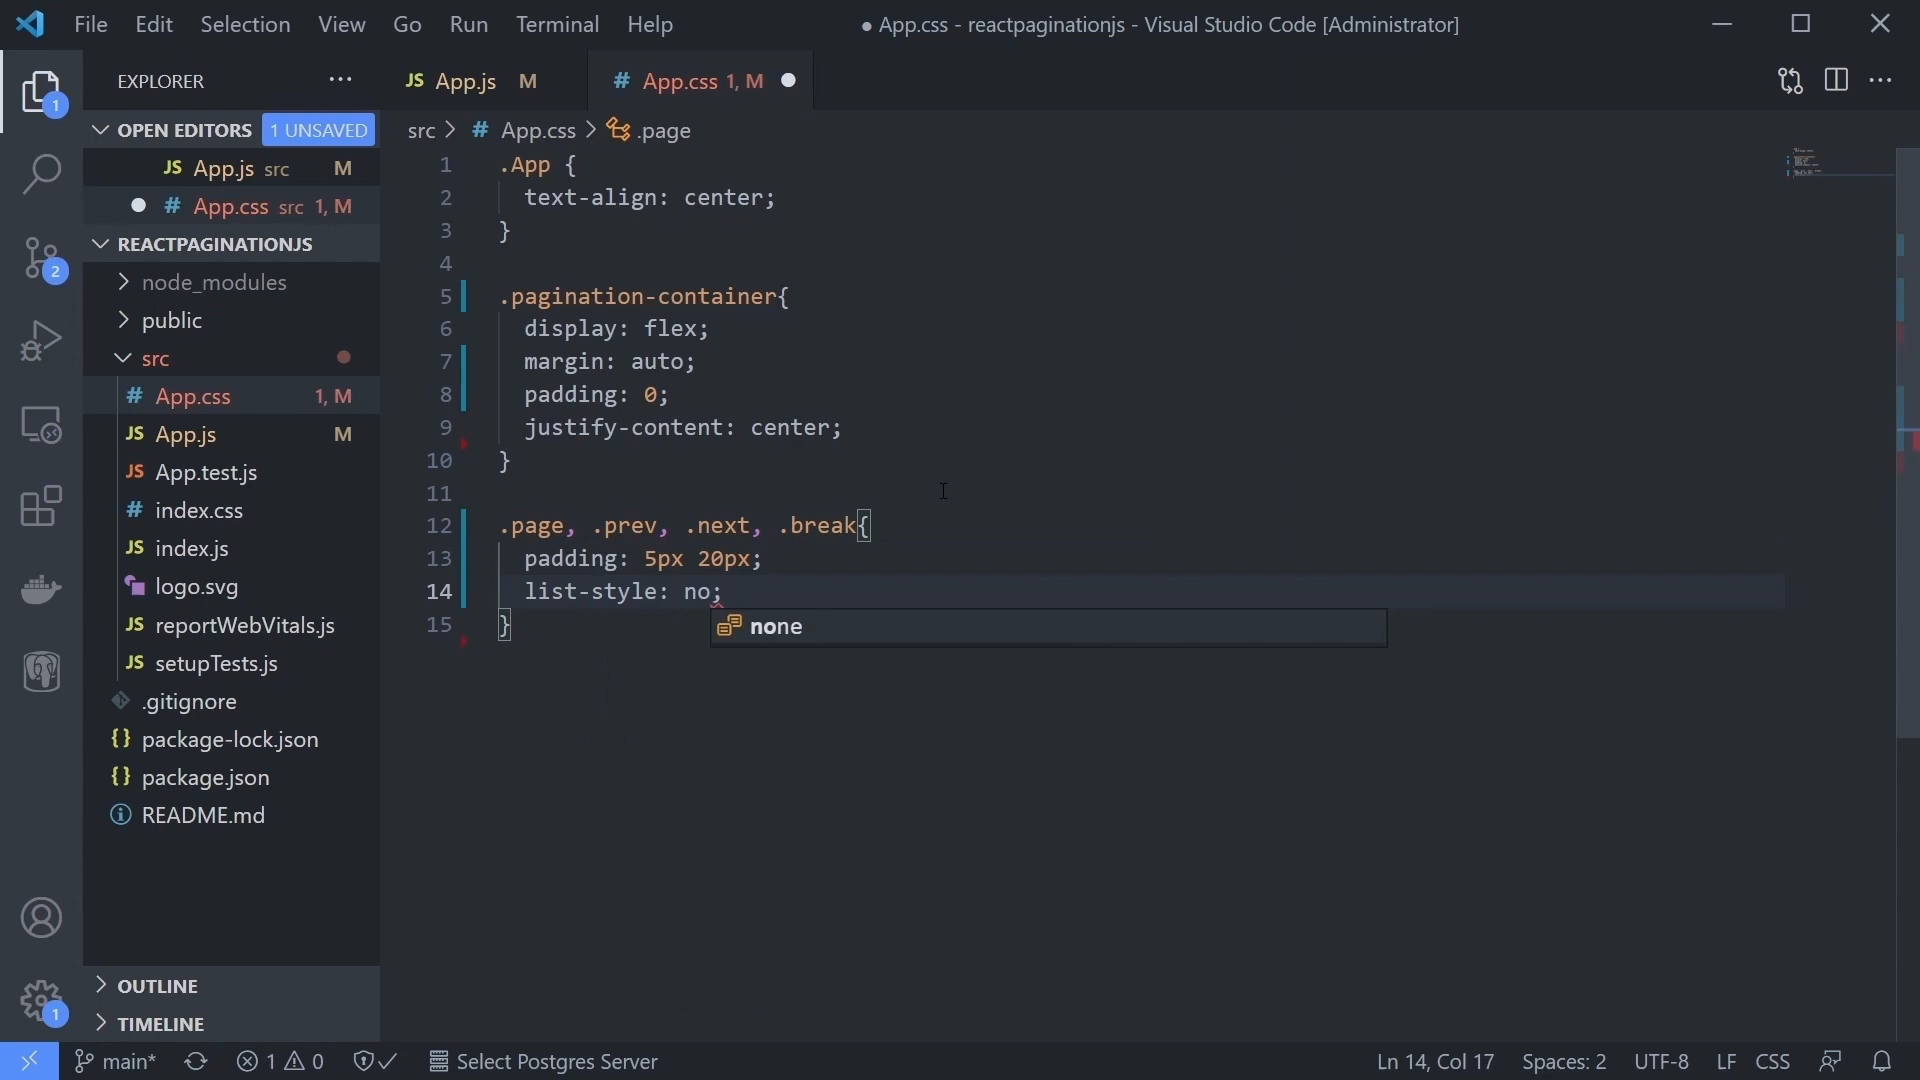 File Edit Selection View Go Run Terminal Help ● App.css - reactpaginationjs - Visual Studio Code [Administrator]
EXPLORER ···
JS App.js M
# App.css 1, M
OPEN EDITORS 1 UNSAVED
JS App.js src M
# App.css src 1, M
REACTPAGINATIONJS
node_modules
public
src
# App.css 1, M
JS App.js M
JS App.test.js
# index.css
JS index.js
logo.svg
JS reportWebVitals.js
JS setupTests.js
.gitignore
{} package-lock.json
{} package.json
README.md
OUTLINE
TIMELINE
1
2
1
src > # App.css > .page
1 .App {
2 text-align: center;
3 }
4
5 .pagination-container{
6 display: flex;
7 margin: auto;
8 padding: 0;
9 justify-content: center;
10 }
11
12 .page, .prev, .next, .break{
13 padding: 5px 20px;
14 list-style: no;
15 }
none
main* 1 0 Select Postgres Server Ln 14, Col 17 Spaces: 2 UTF-8 LF CSS